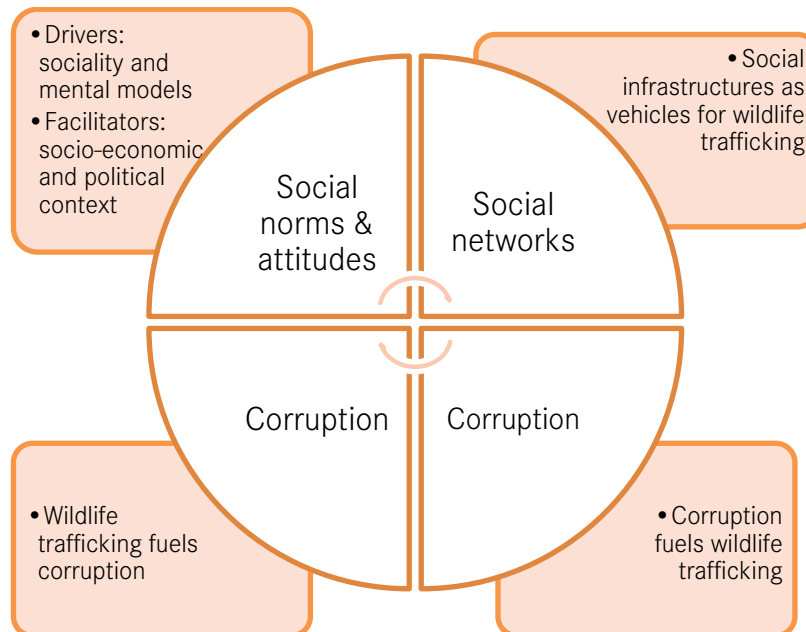 • Drivers:
sociality and
mental models
• Facilitators:
socio-economic
and political
context
• Social
infrastructures as
vehicles for wildlife
trafficking
Social
norms &
attitudes
Social
networks
Corruption
Corruption
• Wildlife
trafficking fuels
corruption
• Corruption
fuels wildlife
trafficking